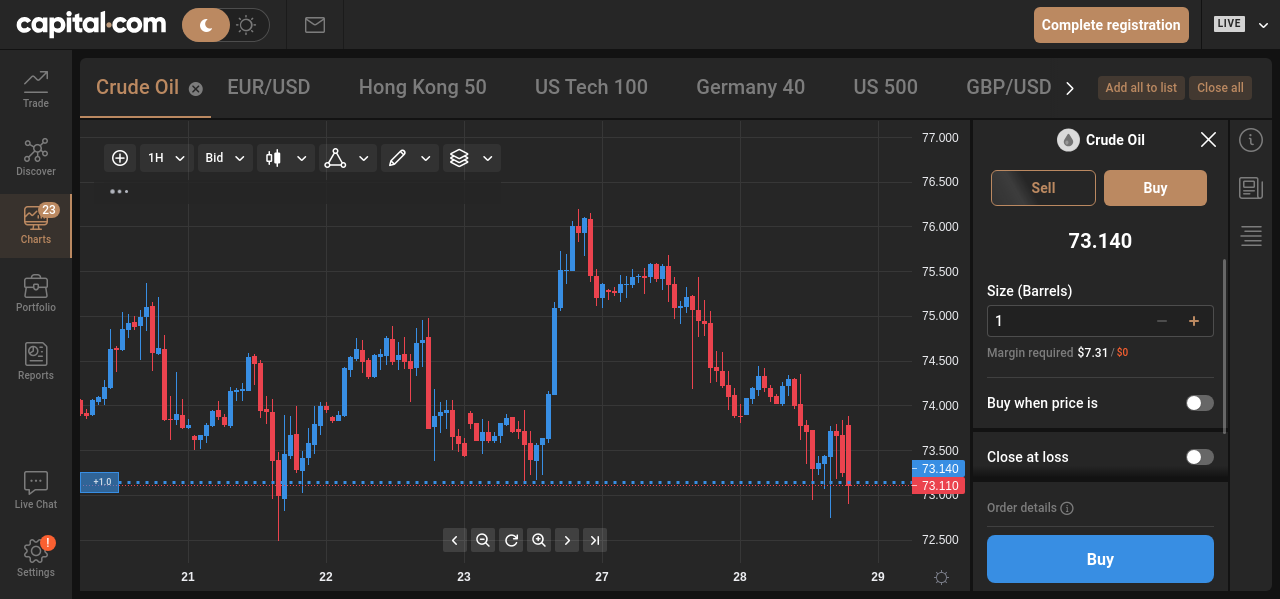 capital.com
Complete registration
LIVE
Trade
Discover
23
Charts
Portfolio
Reports
Live Chat
!
Settings
Crude Oil
EUR/USD
Hong Kong 50
US Tech 100
Germany 40
US 500
GBP/USD
Add all to list
Close all
1H
Bid
77.000
76.500
76.000
75.500
75.000
74.500
74.000
73.500
73.140
73.110
73.000
72.500
+1.0
21
22
23
27
28
29
Crude Oil
Sell
Buy
73.140
Size (Barrels)
1
Margin required $7.31 / $0
Buy when price is
Close at loss
Order details
Buy